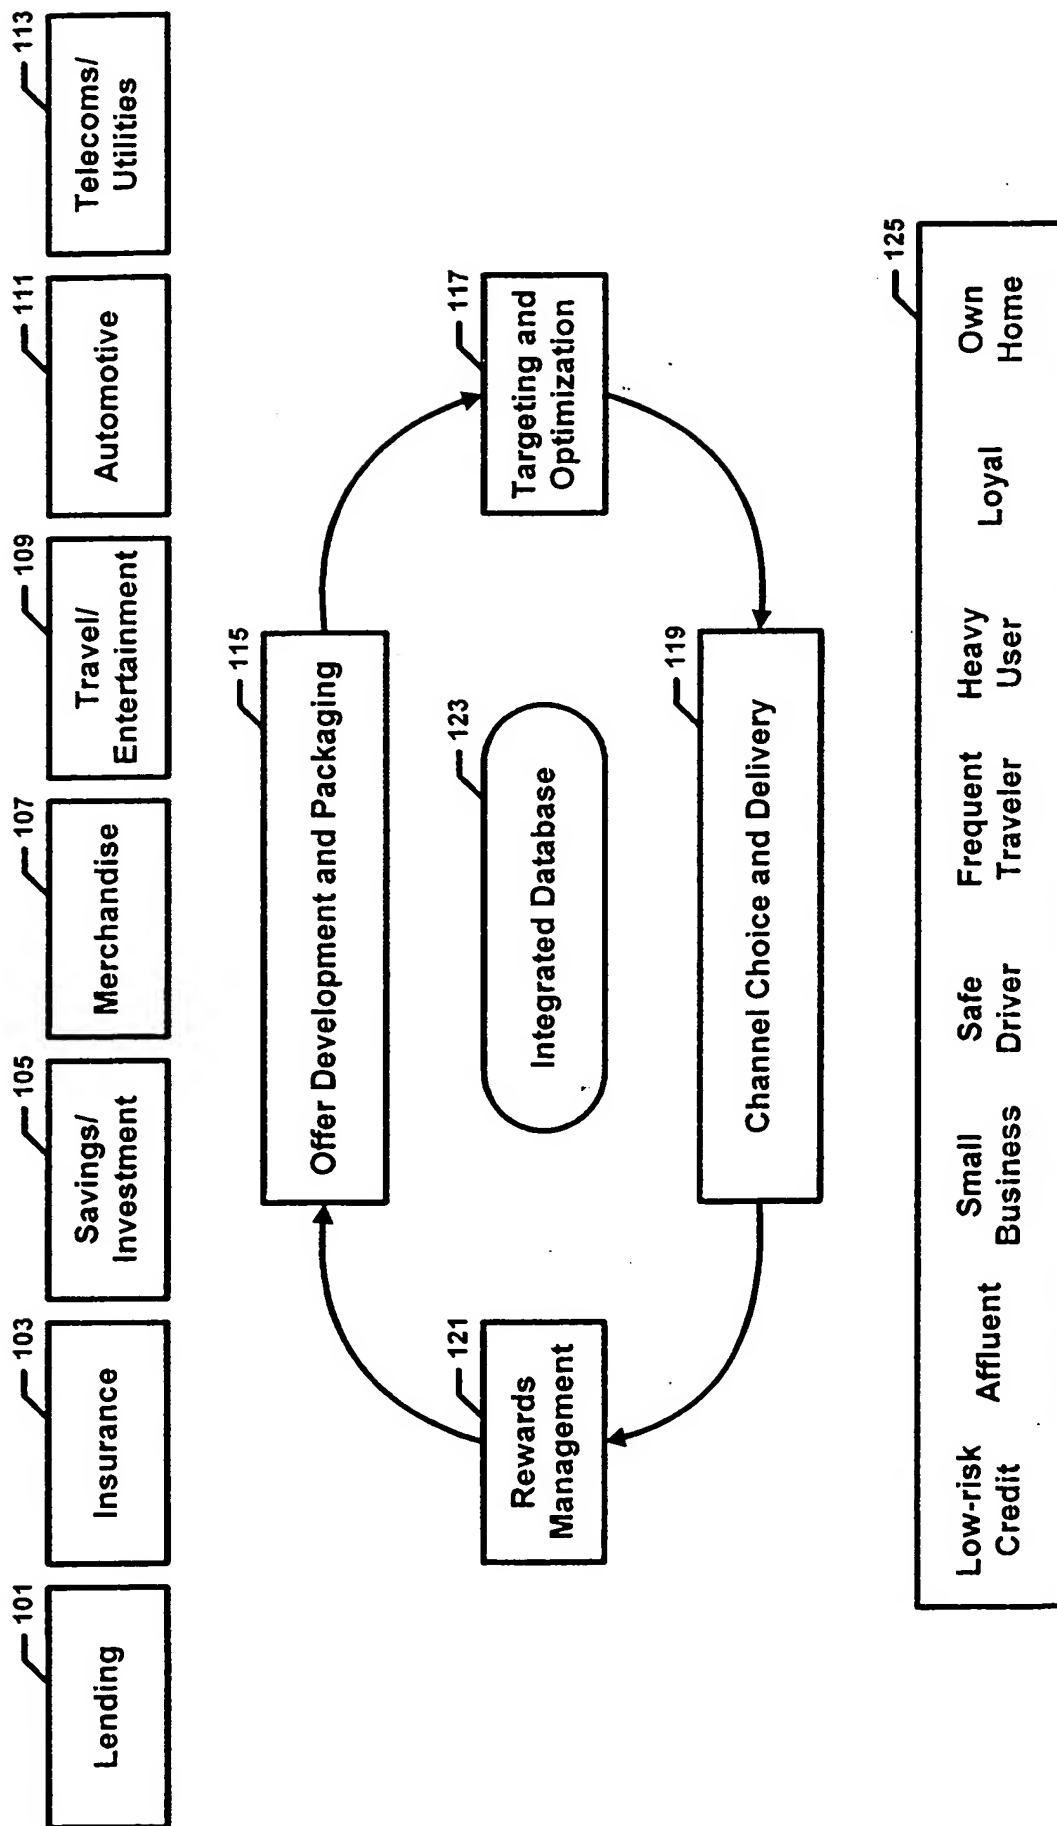 101
Lending
103
Insurance
105
Savings/
Investment
107
Merchandise
109
Travel/
Entertainment
111
Automotive
113
Telecoms/
Utilities
115
Offer Development and Packaging
117
Targeting and
Optimization
119
Channel Choice and Delivery
121
Rewards
Management
123
Integrated Database
125
Low-risk
Credit
Affluent
Small
Business
Safe
Driver
Frequent
Traveler
Heavy
User
Loyal
Own
Home